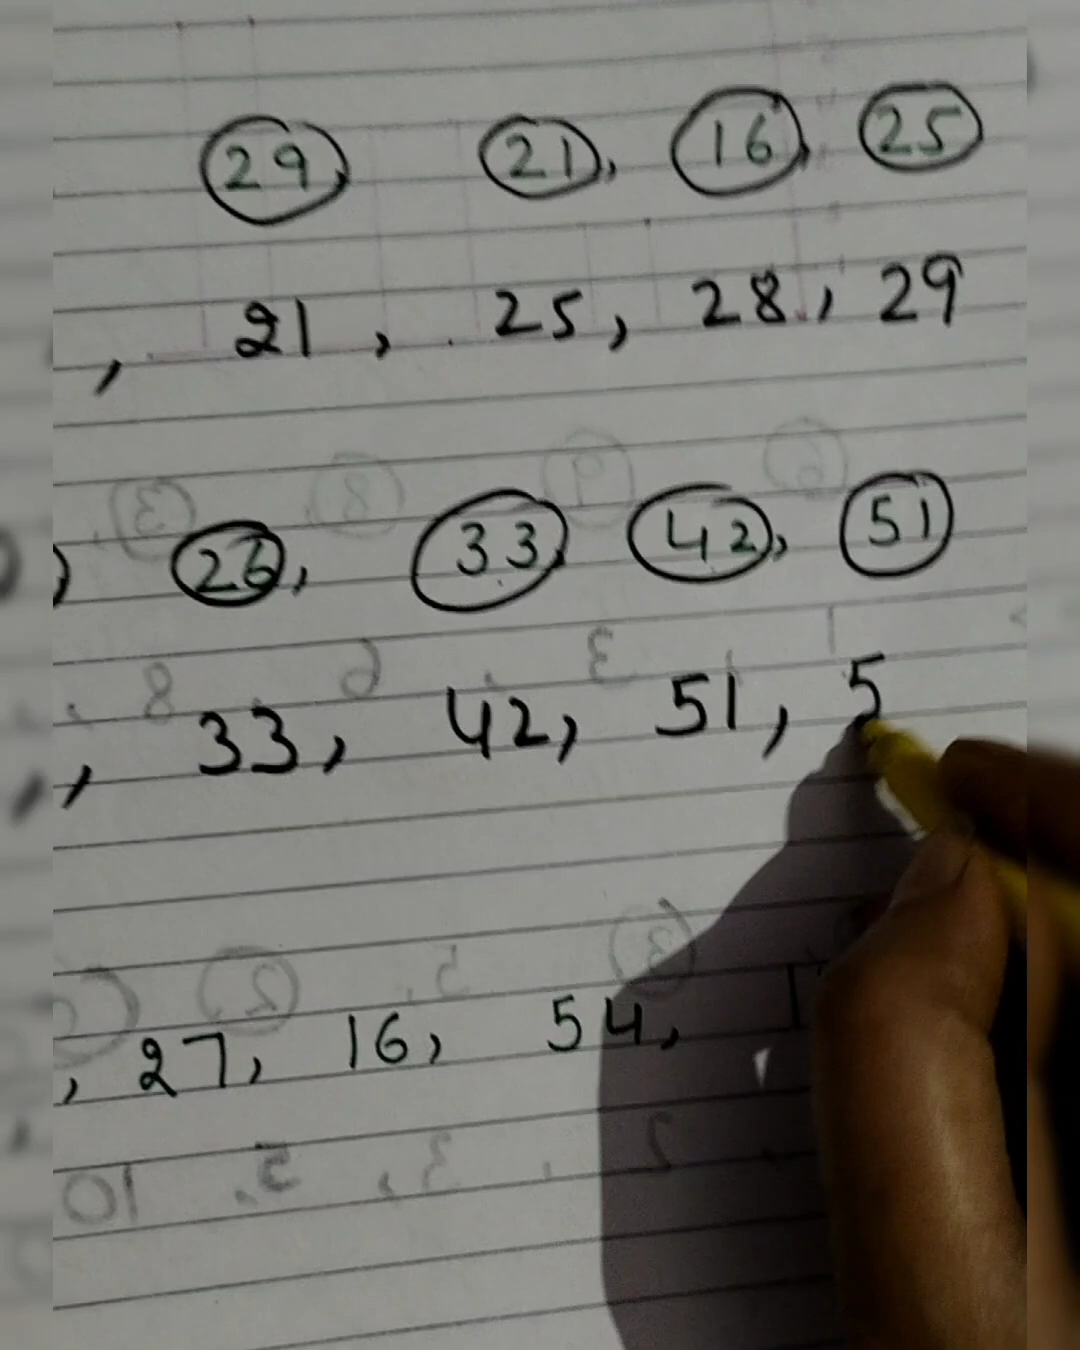 29, 21, 16, 25
, 21, 25, 28, 29
) 26, 33, 42, 51
, 33, 42, 51, 5
, 27, 16, 54,